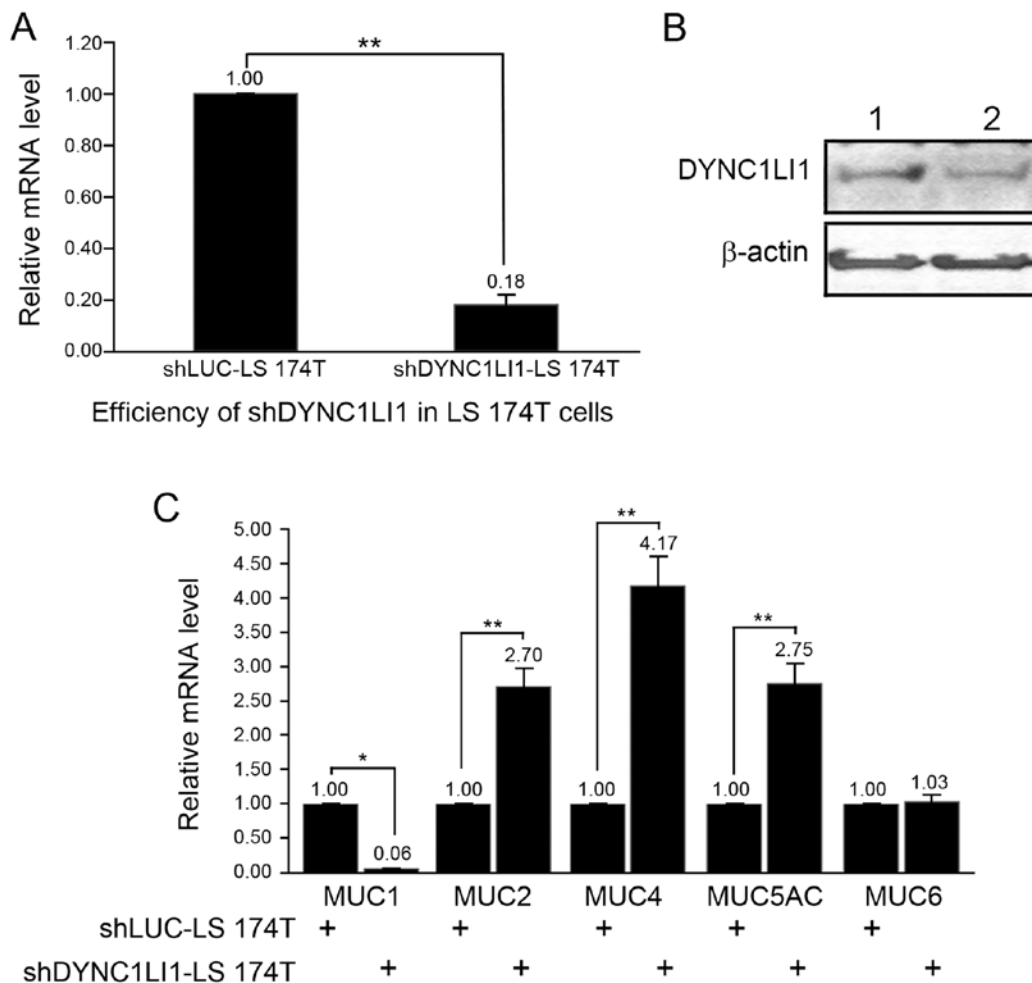 A
Relative mRNA level
1.20
1.00
0.80
0.60
0.40
0.20
0.00
**
1.00
0.18
shLUC-LS 174T shDYNC1LI1-LS 174T
Efficiency of shDYNC1LI1 in LS 174T cells
B
1 2
DYNC1LI1
β-actin
C
Relative mRNA level
5.00
4.50
4.00
3.50
3.00
2.50
2.00
1.50
1.00
0.50
0.00
* ** ** **
1.00 0.06 1.00 2.70 1.00 4.17 1.00 2.75 1.00 1.03
MUC1 MUC2 MUC4 MUC5AC MUC6
shLUC-LS 174T + + + + +
shDYNC1LI1-LS 174T + + + + +